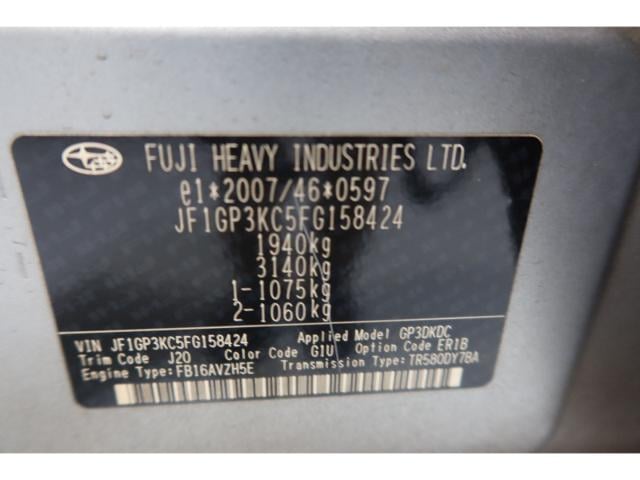 FUJI HEAVY INDUSTRIES LTD.
e1*2007/46*0597
JF1GP3KC5FG158424
1940kg
3140kg
1-1075kg
2-1060kg
VIN JF1GP3KC5FG158424 Applied Model GP3DKDC
Trim Code J20 Color Code G1U Option Code ER1B
Engine Type:FB16AVZH5E Transmission Type:TR580DY7BA